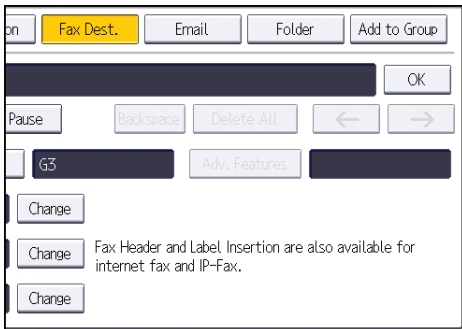 on Fax Dest. Email Folder Add to Group
OK
Pause Backspace Delete All ← →
G3 Adv. Features
Change
Change Fax Header and Label Insertion are also available for
internet fax and IP-Fax.
Change